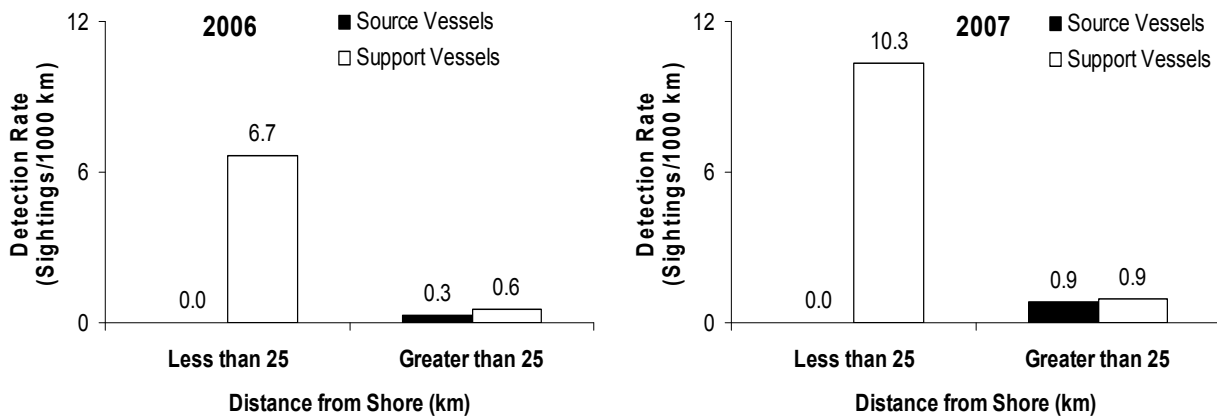 2006
Source Vessels
Support Vessels
Detection Rate
(Sightings/1000 km)
12
6
0
0.0
6.7
0.3
0.6
Less than 25
Greater than 25
Distance from Shore (km)
2007
Source Vessels
Support Vessels
Detection Rate
(Sightings/1000 km)
12
6
0
0.0
10.3
0.9
0.9
Less than 25
Greater than 25
Distance from Shore (km)